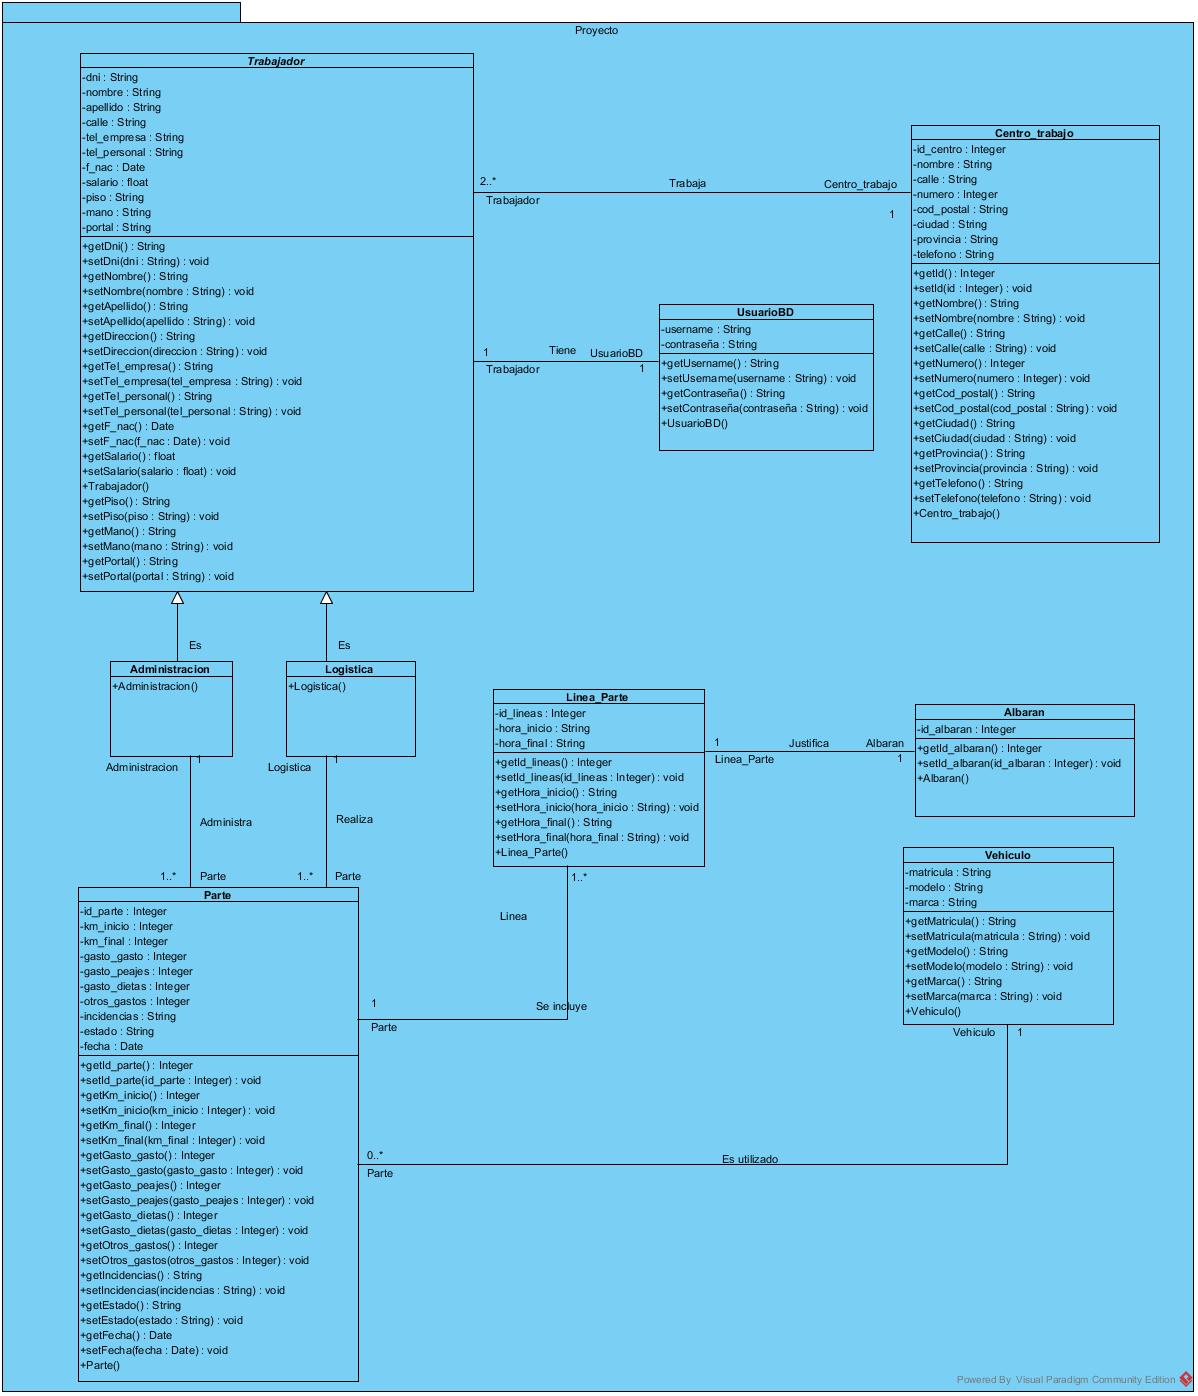 Proyecto
Trabajador
-dni : String
-nombre : String
-apellido : String
-calle : String
-tel_empresa : String
-tel_personal : String
-f_nac : Date
-salario : float
-piso : String
-mano : String
-portal : String
+getDni() : String
+setDni(dni : String) : void
+getNombre() : String
+setNombre(nombre : String) : void
+getApellido() : String
+setApellido(apellido : String) : void
+getDireccion() : String
+setDireccion(direccion : String) : void
+getTel_empresa() : String
+setTel_empresa(tel_empresa : String) : void
+getTel_personal() : String
+setTel_personal(tel_personal : String) : void
+getF_nac() : Date
+setF_nac(f_nac : Date) : void
+getSalario() : float
+setSalario(salario : float) : void
+Trabajador()
+getPiso() : String
+setPiso(piso : String) : void
+getMano() : String
+setMano(mano : String) : void
+getPortal() : String
+setPortal(portal : String) : void
2..*
Trabajador
Trabaja
Centro_trabajo
1
Centro_trabajo
-id_centro : Integer
-nombre : String
-calle : String
-numero : Integer
-cod_postal : String
-ciudad : String
-provincia : String
-telefono : String
+getId() : Integer
+setId(id : Integer) : void
+getNombre() : String
+setNombre(nombre : String) : void
+getCalle() : String
+setCalle(calle : String) : void
+getNumero() : Integer
+setNumero(numero : Integer) : void
+getCod_postal() : String
+setCod_postal(cod_postal : String) : void
+getCiudad() : String
+setCiudad(ciudad : String) : void
+getProvincia() : String
+setProvincia(provincia : String) : void
+getTelefono() : String
+setTelefono(telefono : String) : void
+Centro_trabajo()
1
Trabajador
Tiene
UsuarioBD
1
UsuarioBD
-username : String
-contraseña : String
+getUsername() : String
+setUsername(username : String) : void
+getContraseña() : String
+setContraseña(contraseña : String) : void
+UsuarioBD()
Es
Es
Administracion
+Administracion()
Logistica
+Logistica()
Administracion
1
Logistica
1
Administra
Realiza
1..*
Parte
1..*
Parte
Linea_Parte
-id_lineas : Integer
-hora_inicio : String
-hora_final : String
+getId_lineas() : Integer
+setId_lineas(id_lineas : Integer) : void
+getHora_inicio() : String
+setHora_inicio(hora_inicio : String) : void
+getHora_final() : String
+setHora_final(hora_final : String) : void
+Linea_Parte()
1
Linea_Parte
Justifica
Albaran
1
Albaran
-id_albaran : Integer
+getId_albaran() : Integer
+setId_albaran(id_albaran : Integer) : void
+Albaran()
Vehiculo
-matricula : String
-modelo : String
-marca : String
+getMatricula() : String
+setMatricula(matricula : String) : void
+getModelo() : String
+setModelo(modelo : String) : void
+getMarca() : String
+setMarca(marca : String) : void
+Vehiculo()
Vehiculo
1
1..*
Linea
Se incluye
1
Parte
Parte
-id_parte : Integer
-km_inicio : Integer
-km_final : Integer
-gasto_gasto : Integer
-gasto_peajes : Integer
-gasto_dietas : Integer
-otros_gastos : Integer
-incidencias : String
-estado : String
-fecha : Date
+getId_parte() : Integer
+setId_parte(id_parte : Integer) : void
+getKm_inicio() : Integer
+setKm_inicio(km_inicio : Integer) : void
+getKm_final() : Integer
+setKm_final(km_final : Integer) : void
+getGasto_gasto() : Integer
+setGasto_gasto(gasto_gasto : Integer) : void
+getGasto_peajes() : Integer
+setGasto_peajes(gasto_peajes : Integer) : void
+getGasto_dietas() : Integer
+setGasto_dietas(gasto_dietas : Integer) : void
+getOtros_gastos() : Integer
+setOtros_gastos(otros_gastos : Integer) : void
+getIncidencias() : String
+setIncidencias(incidencias : String) : void
+getEstado() : String
+setEstado(estado : String) : void
+getFecha() : Date
+setFecha(fecha : Date) : void
+Parte()
0..*
Parte
Es utilizado
Powered By Visual Paradigm Community Edition